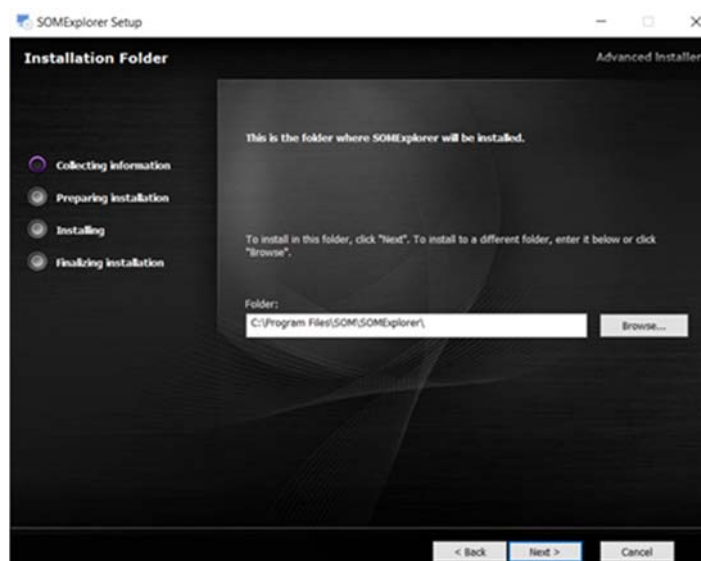 SOMExplorer Setup
Installation Folder
Advanced Installer
This is the folder where SOMExplorer will be installed.
Collecting information
Preparing installation
Installing
Finalizing installation
To install in this folder, click "Next". To install to a different folder, enter it below or click
"Browse".
Folder:
C:\Program Files\SOM\SOMExplorer\
Browse...
< Back
Next >
Cancel